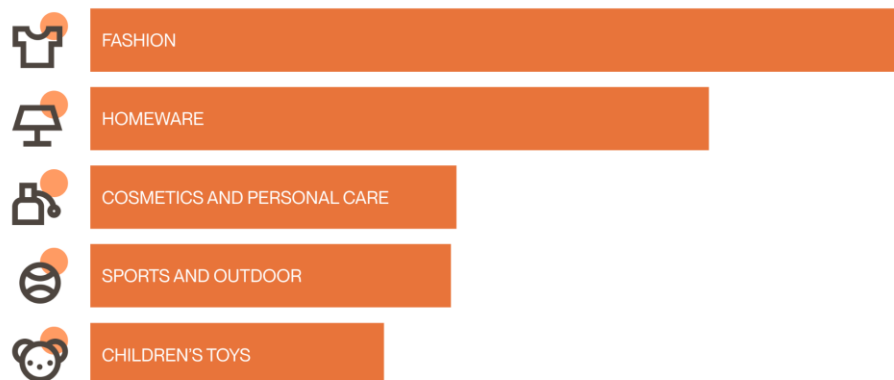 FASHION
HOMEWARE
COSMETICS AND PERSONAL CARE
SPORTS AND OUTDOOR
CHILDREN'S TOYS